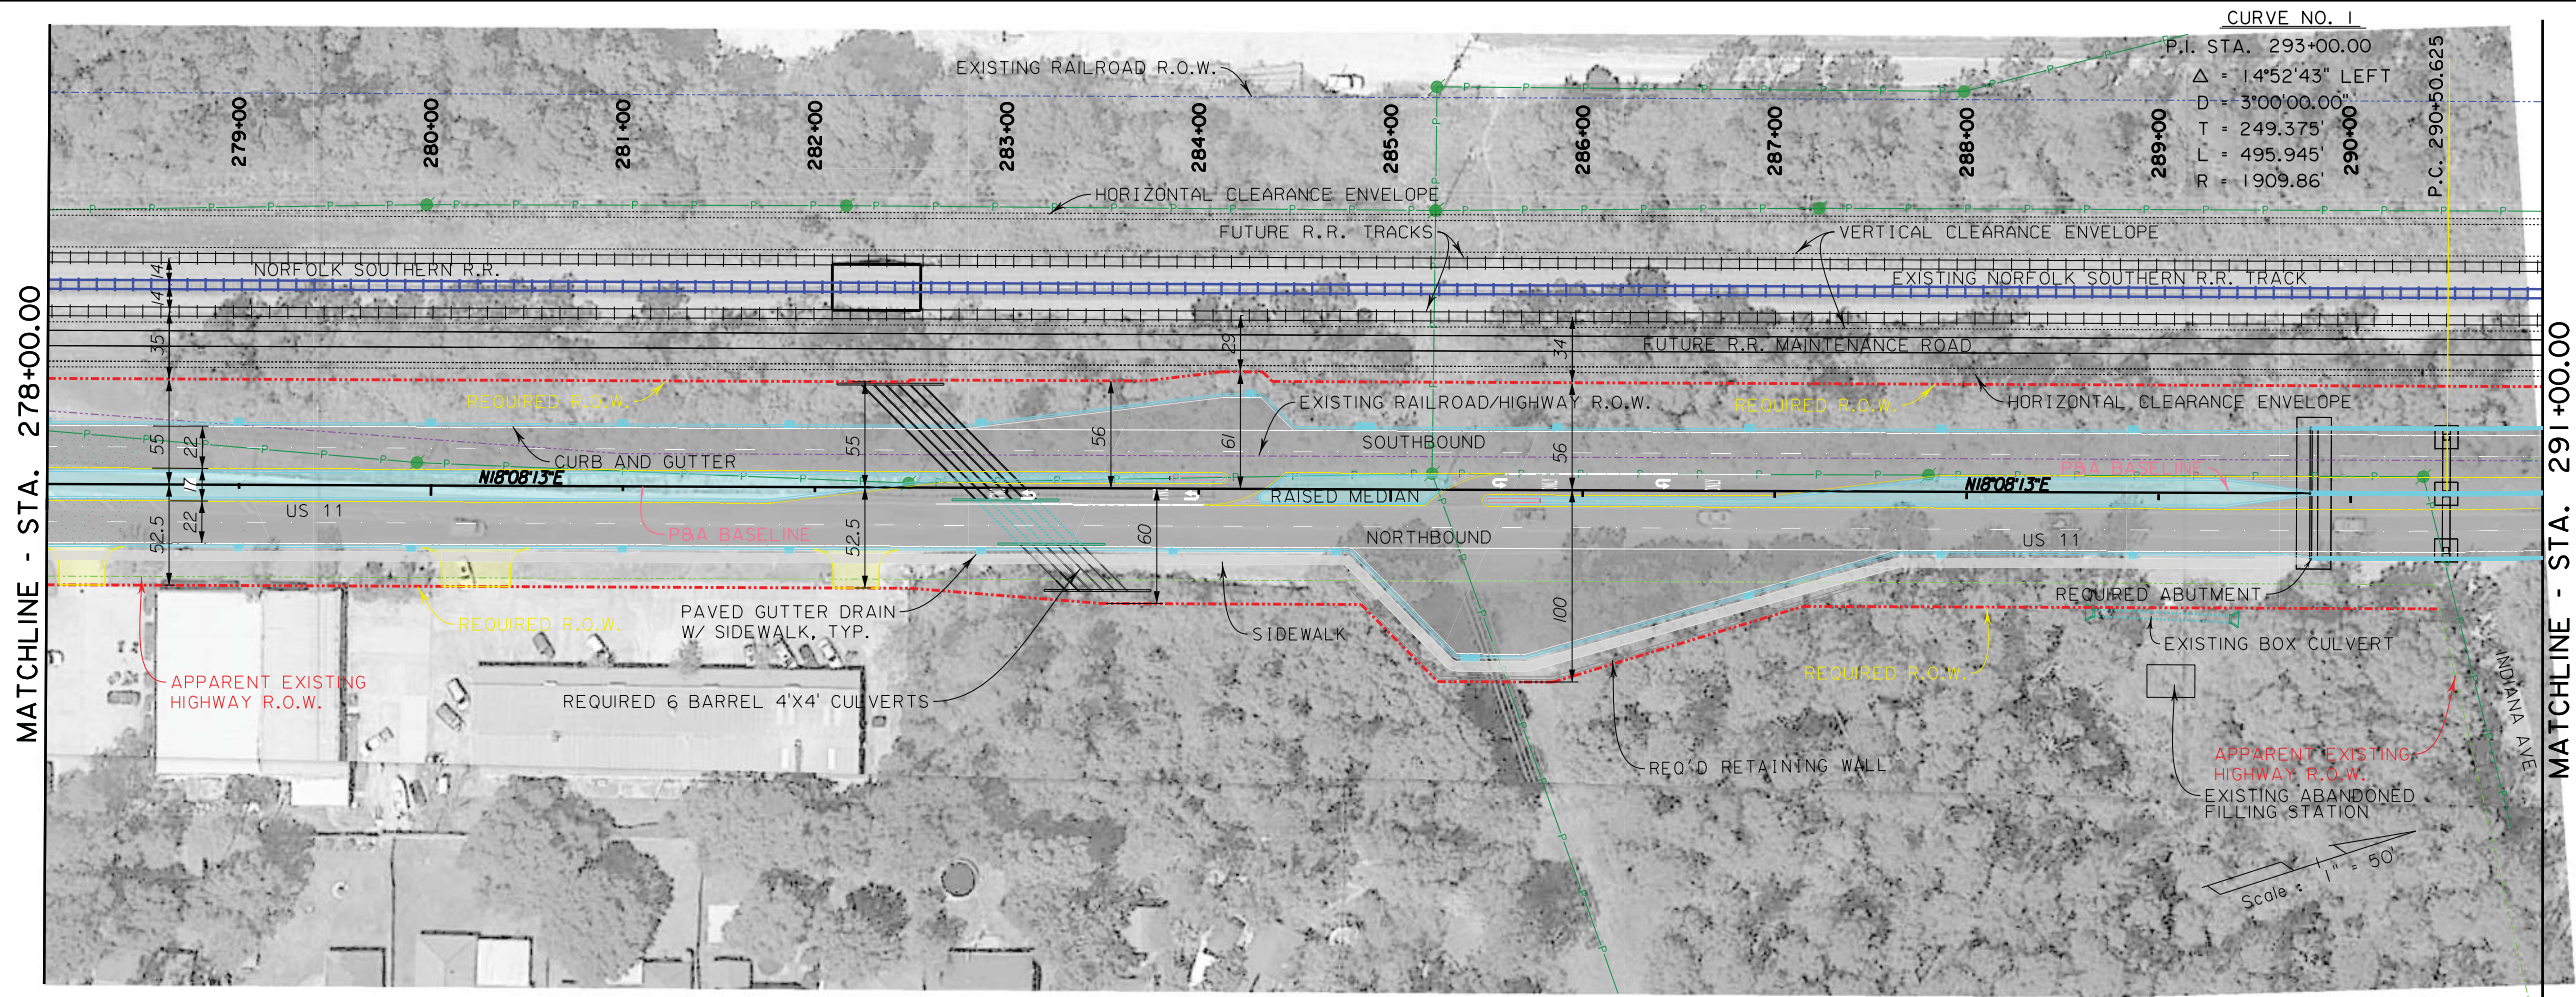 CURVE NO. 1
P.I. STA. 293+00.00
Δ = 14°52'43" LEFT
D = 3°00'00.00"
T = 249.375'
L = 495.945'
R = 1909.86'
P.C. 290+50.625
EXISTING RAILROAD R.O.W.
279+00
280+00
281+00
282+00
283+00
284+00
285+00
286+00
287+00
288+00
289+00
290+00
HORIZONTAL CLEARANCE ENVELOPE
FUTURE R.R. TRACKS
VERTICAL CLEARANCE ENVELOPE
NORFOLK SOUTHERN R.R.
EXISTING NORFOLK SOUTHERN R.R. TRACK
14
14
35
29
34
FUTURE R.R. MAINTENANCE ROAD
MATCHLINE - STA. 278+00.00
MATCHLINE - STA. 291+00.00
REQUIRED R.O.W.
EXISTING RAILROAD/HIGHWAY R.O.W.
REQUIRED R.O.W.
HORIZONTAL CLEARANCE ENVELOPE
55
22
55
56
61
56
SOUTHBOUND
CURB AND GUTTER
N18°08'13"E
17
RAISED MEDIAN
ONLY
ONLY
P&A BASELINE
N18°08'13"E
US 11
22
52.5
P&A BASELINE
52.5
60
NORTHBOUND
US 11
100
PAVED GUTTER DRAIN
W/ SIDEWALK, TYP.
REQUIRED R.O.W.
SIDEWALK
REQUIRED ABUTMENT
EXISTING BOX CULVERT
REQUIRED R.O.W.
APPARENT EXISTING
HIGHWAY R.O.W.
REQUIRED 6 BARREL 4'X4' CULVERTS
REQ'D RETAINING WALL
INDIANA AVE
APPARENT EXISTING
HIGHWAY R.O.W.
EXISTING ABANDONED
FILLING STATION
Scale : 1" = 50'